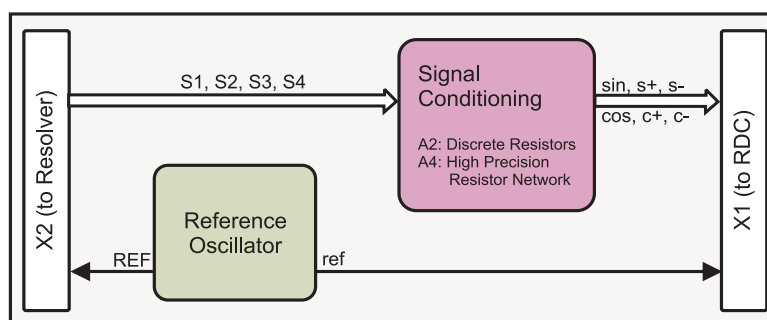 X2 (to Resolver)
S1, S2, S3, S4
Signal
Conditioning
A2: Discrete Resistors
A4: High Precision
Resistor Network
sin, s+, s-
cos, c+, c-
X1 (to RDC)
Reference
Oscillator
REF
ref